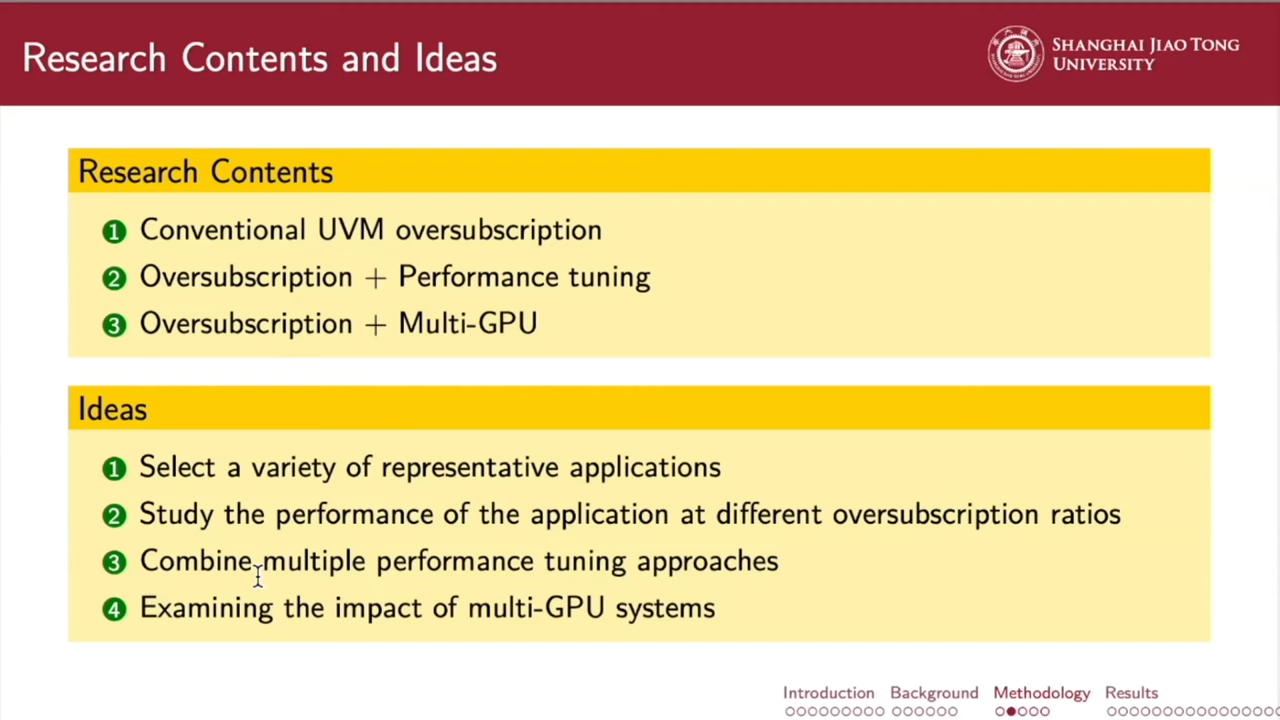 Research Contents and Ideas
SHANGHAI JIAO TONG
UNIVERSITY
Research Contents
1 Conventional UVM oversubscription
2 Oversubscription + Performance tuning
3 Oversubscription + Multi-GPU
Ideas
1 Select a variety of representative applications
2 Study the performance of the application at different oversubscription ratios
3 Combine multiple performance tuning approaches
4 Examining the impact of multi-GPU systems
Introduction Background Methodology Results